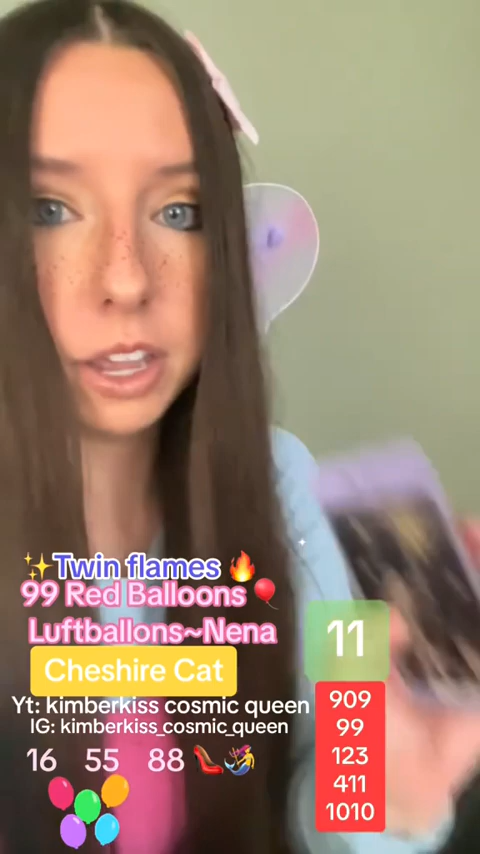 ✨Twin flames 🔥
99 Red Balloons🎈
Luftballons~Nena
Cheshire Cat
Yt: kimberkiss cosmic queen
IG: kimberkiss_cosmic_queen
16 55 88 👠🧜‍♀️
11
909
99
123
411
1010